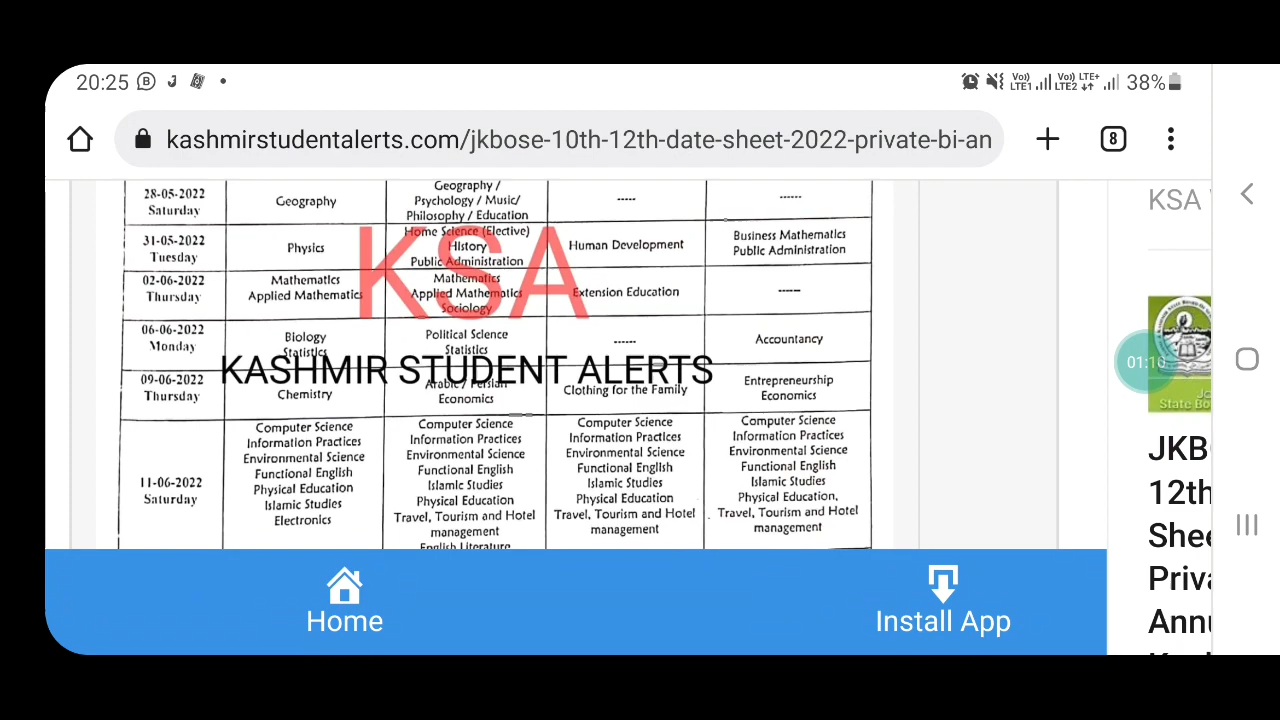 20:25
38%
kashmirstudentalerts.com/jkbose-10th-12th-date-sheet-2022-private-bi-an
8
KSA
28-05-2022
Saturday
Geography
Geography /
Psychology / Music/
Philosophy / Education
-----
------
31-05-2022
Tuesday
Physics
Home Science (Elective)
History
Public Administration
Human Development
Business Mathematics
Public Administration
02-06-2022
Thursday
Mathematics
Applied Mathematics
Mathematics
Applied Mathematics
Sociology
Extension Education
------
KSA
06-06-2022
Monday
Biology
Statistics
Political Science
Statistics
------
Accountancy
KASHMIR STUDENT ALERTS
09-06-2022
Thursday
Chemistry
Arabic / Persian
Economics
Clothing for the Family
Entrepreneurship
Economics
11-06-2022
Saturday
Computer Science
Information Practices
Environmental Science
Functional English
Physical Education
Islamic Studies
Electronics
Computer Science
Information Practices
Environmental Science
Functional English
Islamic Studies
Physical Education
Travel, Tourism and Hotel
management
English Literature
Computer Science
Information Practices
Environmental Science
Functional English
Islamic Studies
Physical Education
Travel, Tourism and Hotel
management
Computer Science
Information Practices
Environmental Science
Functional English
Islamic Studies
Physical Education,
Travel, Tourism and Hotel
management
01:10
State Bo
JKB
12th
Shee
Priva
Annu
Home
Install App